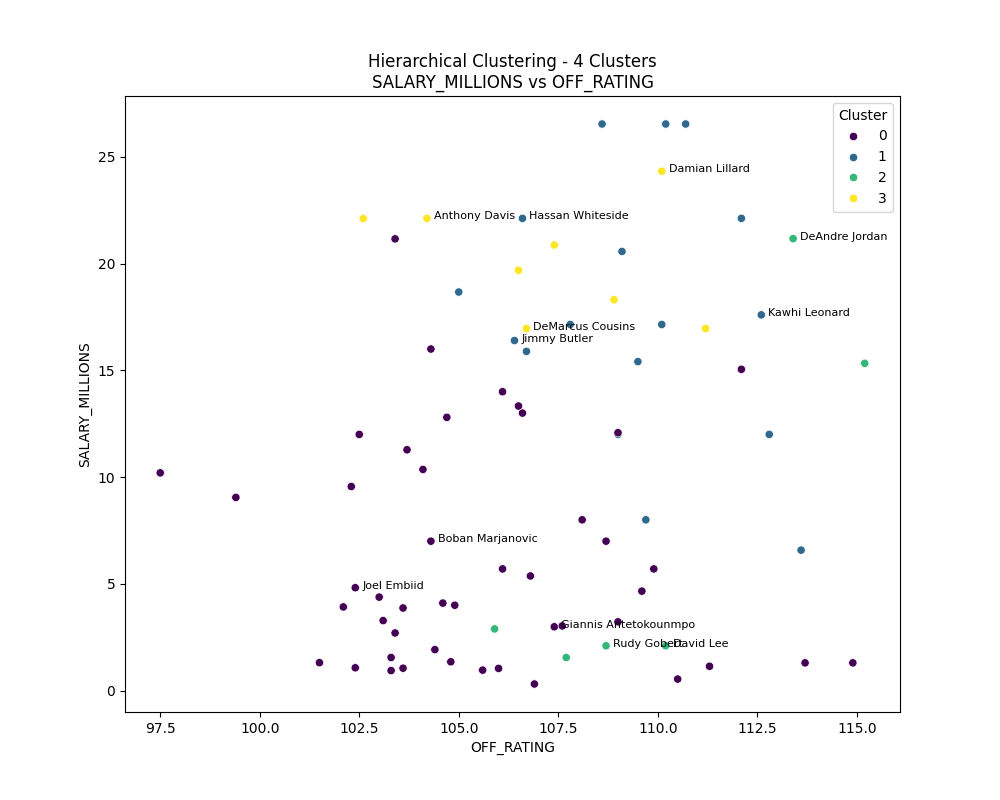 Hierarchical Clustering - 4 Clusters
SALARY_MILLIONS vs OFF_RATING
Cluster
0
1
2
3
25
20
15
10
5
0
SALARY_MILLIONS
Damian Lillard
Anthony Davis
Hassan Whiteside
DeAndre Jordan
Kawhi Leonard
DeMarcus Cousins
Jimmy Butler
Boban Marjanovic
Joel Embiid
Giannis Antetokounmpo
Rudy Gobert
David Lee
97.5
100.0
102.5
105.0
107.5
110.0
112.5
115.0
OFF_RATING